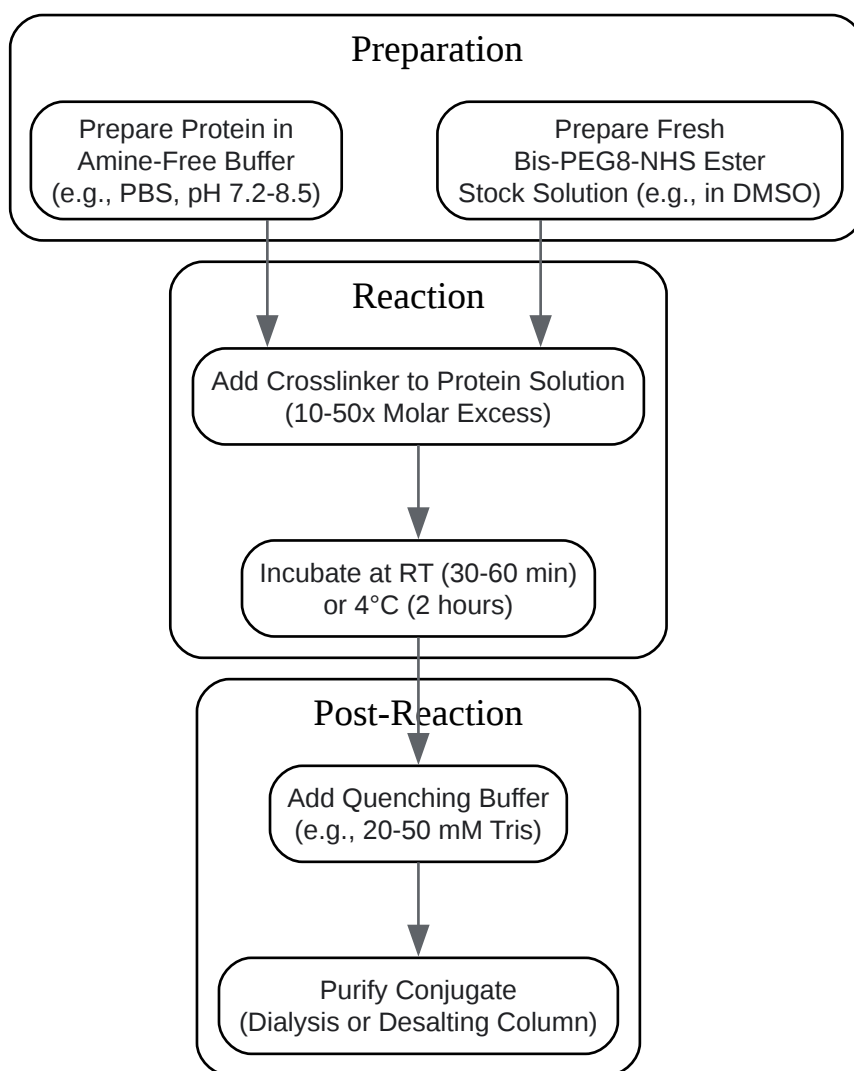 Preparation
Prepare Protein in
Amine-Free Buffer
(e.g., PBS, pH 7.2-8.5)
Prepare Fresh
Bis-PEG8-NHS Ester
Stock Solution (e.g., in DMSO)
Reaction
Add Crosslinker to Protein Solution
(10-50x Molar Excess)
Incubate at RT (30-60 min)
or 4°C (2 hours)
Post-Reaction
Add Quenching Buffer
(e.g., 20-50 mM Tris)
Purify Conjugate
(Dialysis or Desalting Column)